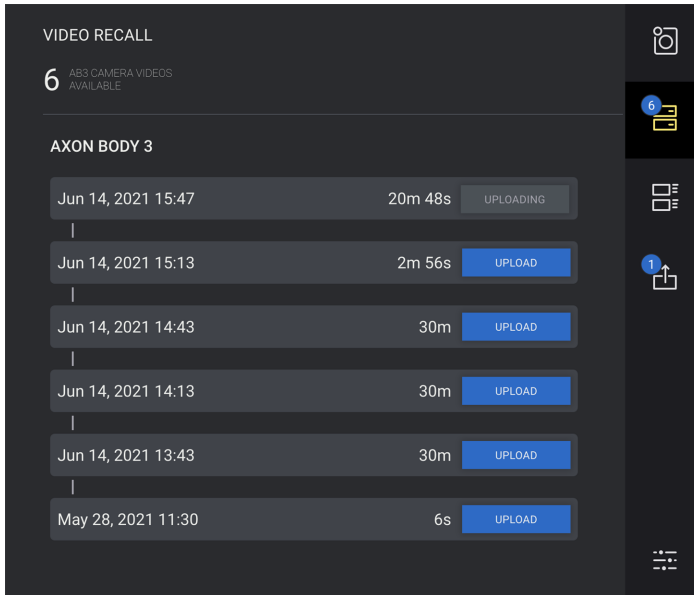 VIDEO RECALL
6 AB3 CAMERA VIDEOS
AVAILABLE
6
AXON BODY 3
Jun 14, 2021 15:47 20m 48s UPLOADING
Jun 14, 2021 15:13 2m 56s UPLOAD
1
Jun 14, 2021 14:43 30m UPLOAD
Jun 14, 2021 14:13 30m UPLOAD
Jun 14, 2021 13:43 30m UPLOAD
May 28, 2021 11:30 6s UPLOAD